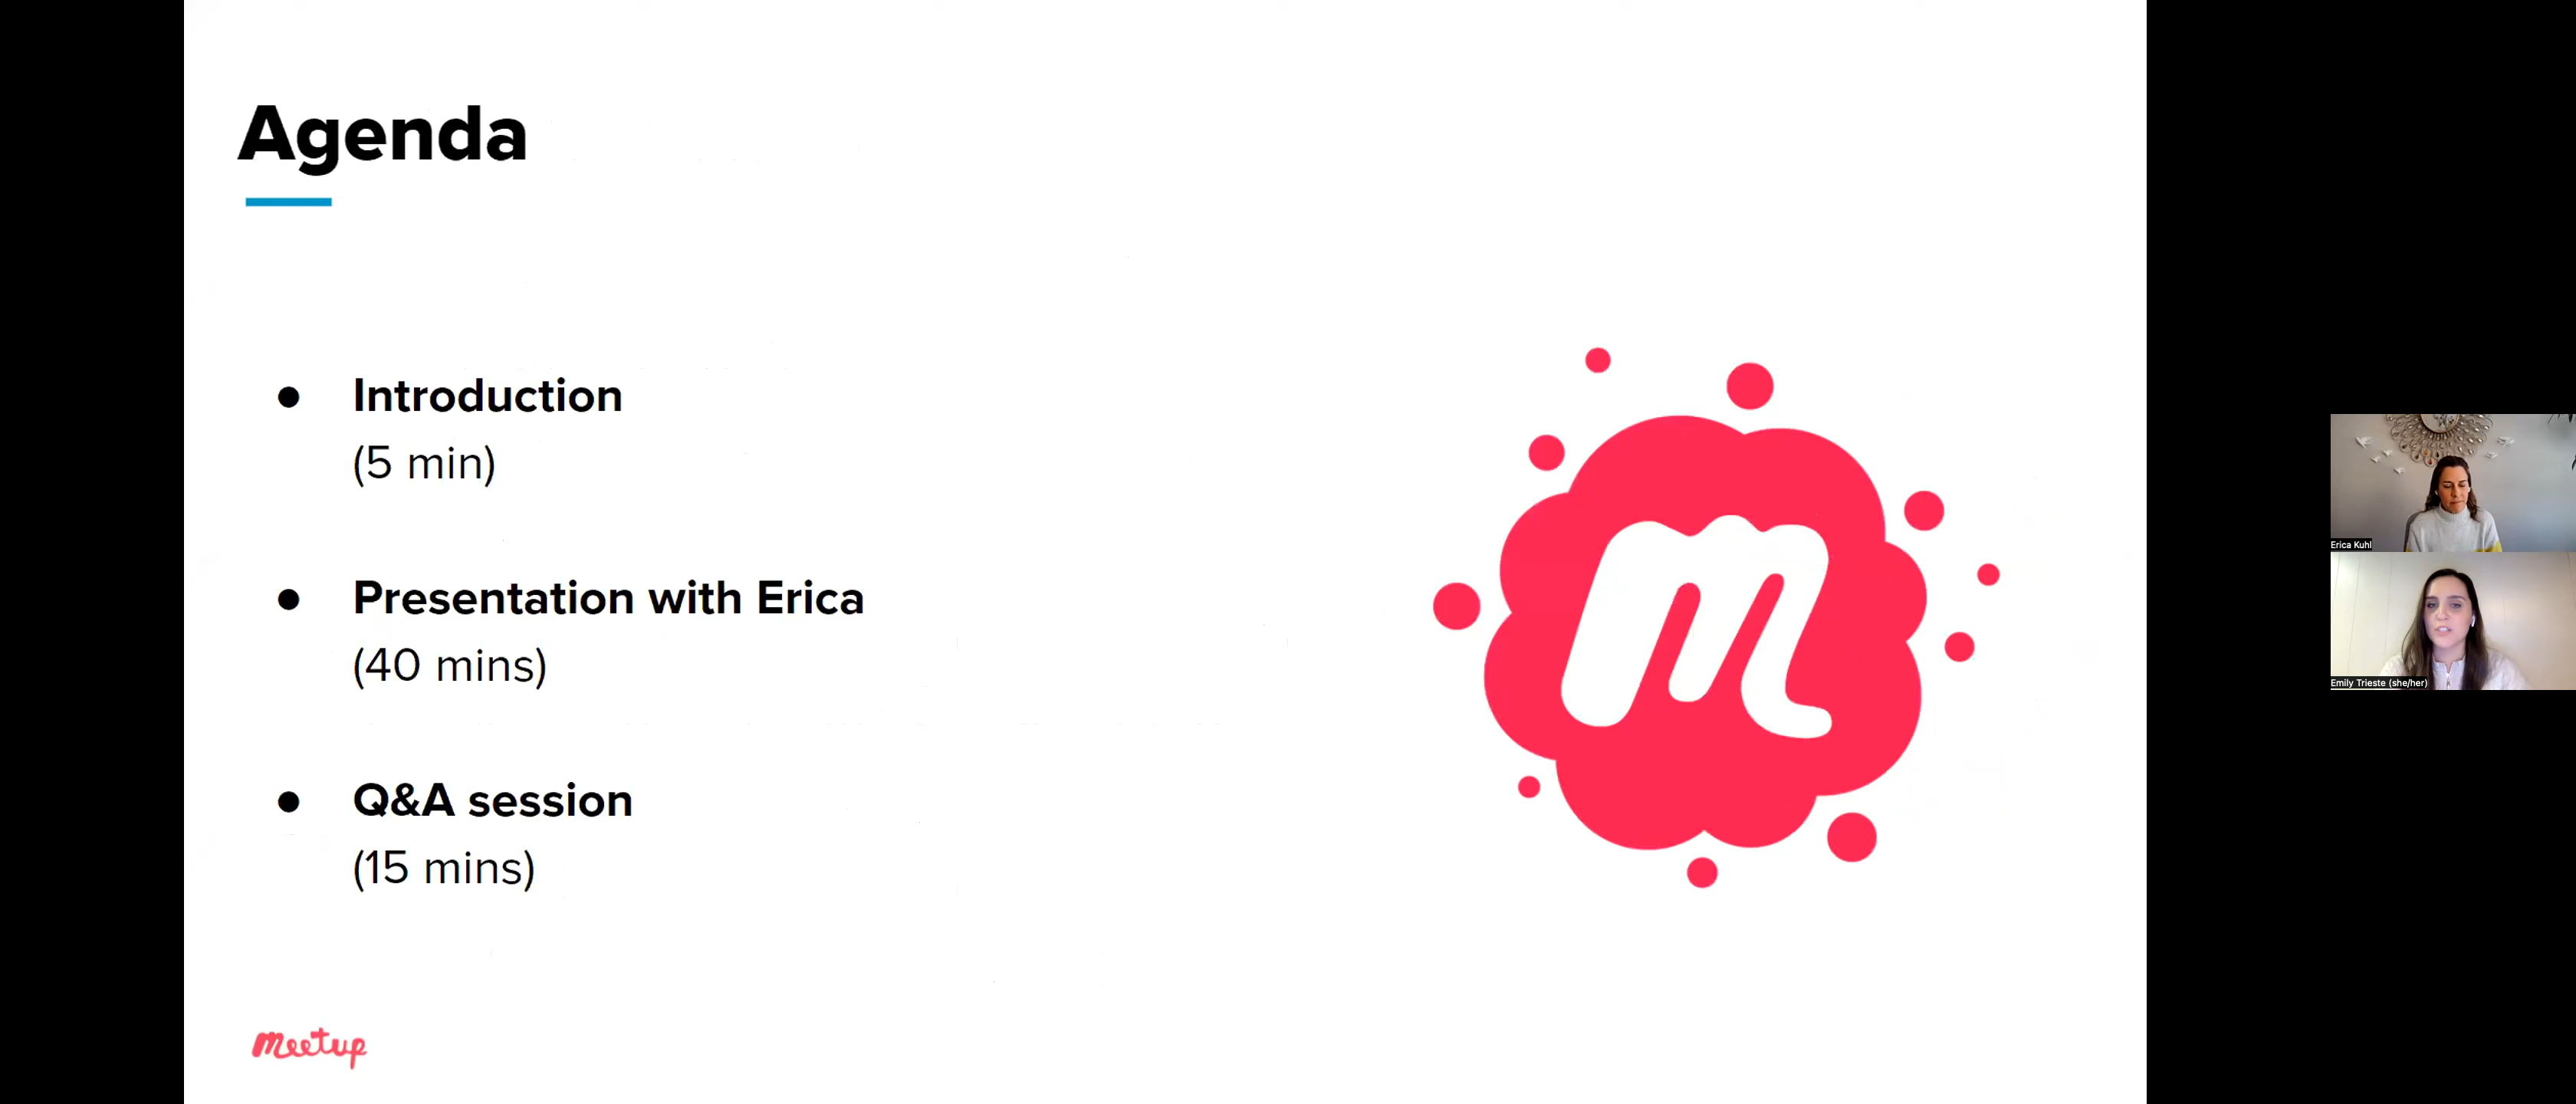 Agenda
● Introduction
(5 min)
● Presentation with Erica
(40 mins)
● Q&A session
(15 mins)
m
meetup
Erica Kuhl
Emily Trieste (she/her)